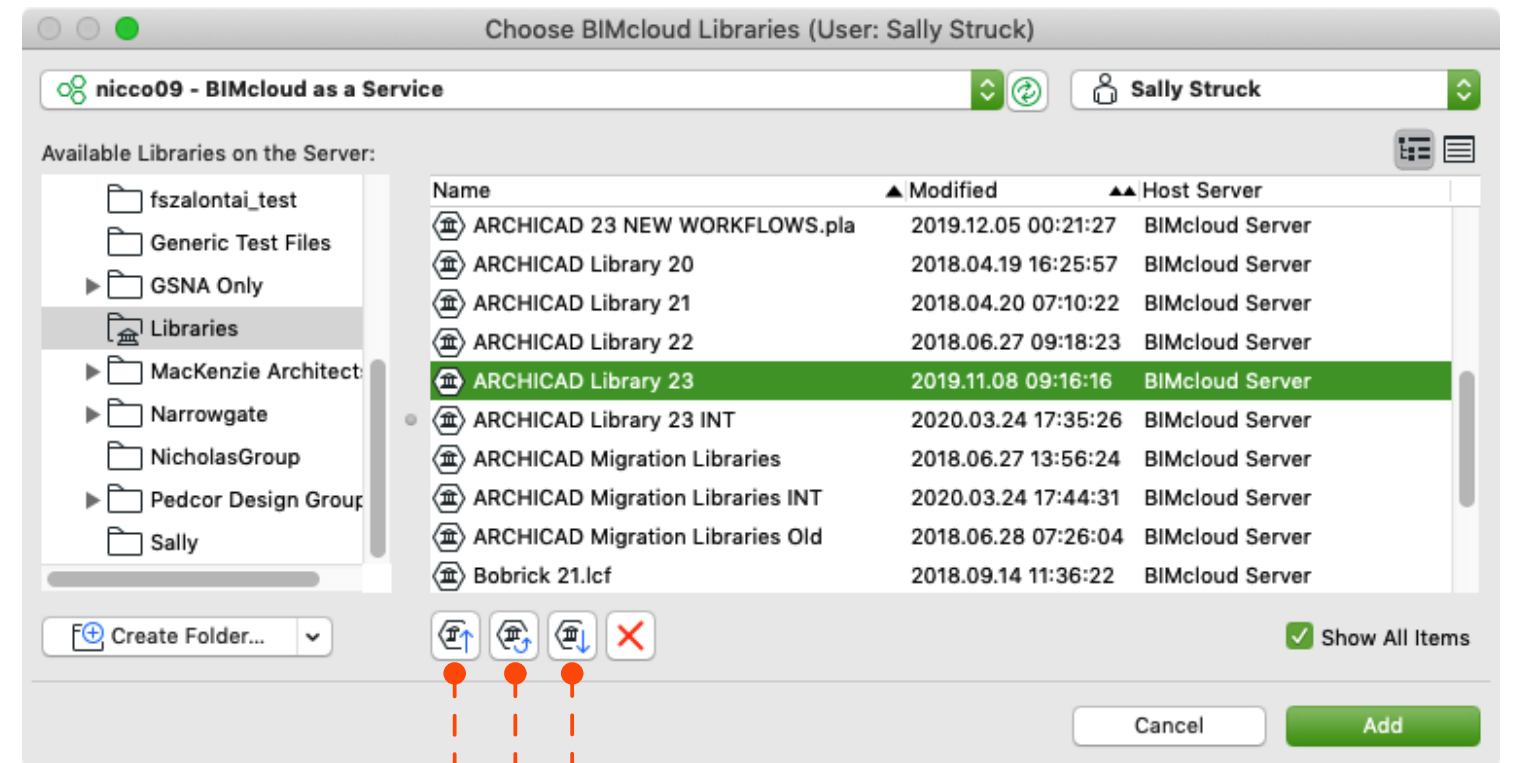 Choose BIMcloud Libraries (User: Sally Struck)
nicco09 - BIMcloud as a Service
Sally Struck
Available Libraries on the Server:
fszalontai_test
Generic Test Files
GSNA Only
Libraries
MacKenzie Architect
Narrowgate
NicholasGroup
Pedcor Design Group
Sally
Name Modified Host Server
ARCHICAD 23 NEW WORKFLOWS.pla 2019.12.05 00:21:27 BIMcloud Server
ARCHICAD Library 20 2018.04.19 16:25:57 BIMcloud Server
ARCHICAD Library 21 2018.04.20 07:10:22 BIMcloud Server
ARCHICAD Library 22 2018.06.27 09:18:23 BIMcloud Server
ARCHICAD Library 23 2019.11.08 09:16:16 BIMcloud Server
ARCHICAD Library 23 INT 2020.03.24 17:35:26 BIMcloud Server
ARCHICAD Migration Libraries 2018.06.27 13:56:24 BIMcloud Server
ARCHICAD Migration Libraries INT 2020.03.24 17:44:31 BIMcloud Server
ARCHICAD Migration Libraries Old 2018.06.28 07:26:04 BIMcloud Server
Bobrick 21.lcf 2018.09.14 11:36:22 BIMcloud Server
Create Folder...
Show All Items
Cancel
Add